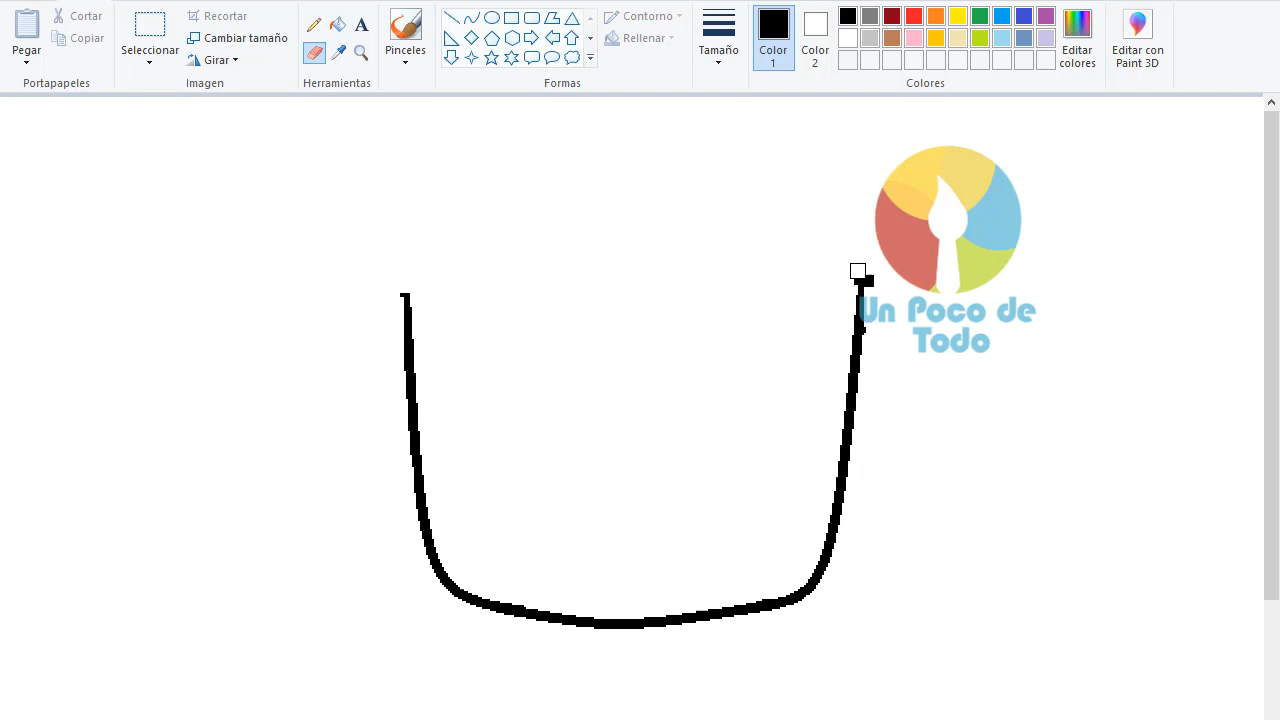 Pegar
Cortar
Copiar
Portapapeles
Seleccionar
Recortar
Cambiar tamaño
Girar
Imagen
A
Herramientas
Pinceles
Contorno
Rellenar
Formas
Tamaño
Color
1
Color
2
Editar
colores
Colores
Editar con
Paint 3D
Un Poco de
Todo